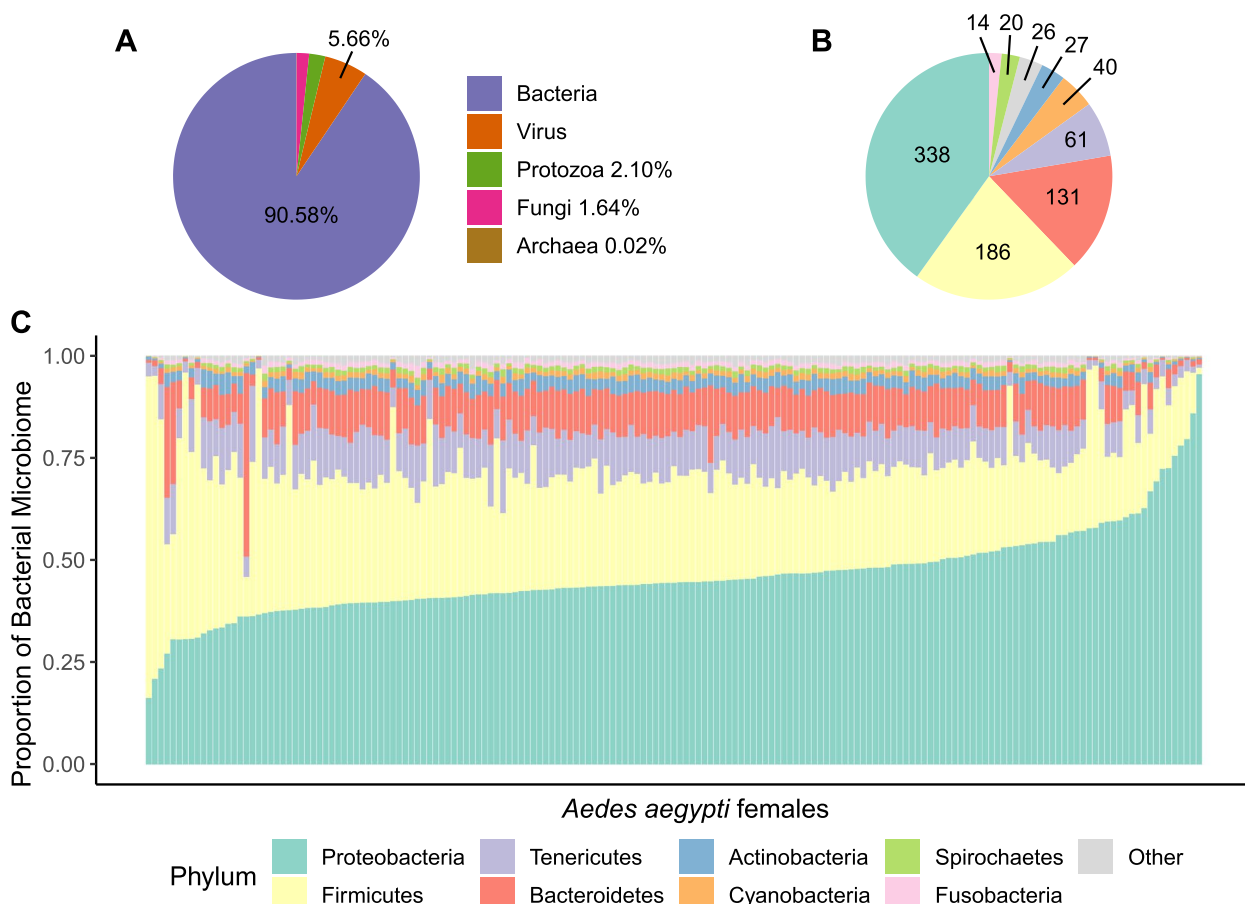 A
5.66%
90.58%
Bacteria
Virus
Protozoa 2.10%
Fungi 1.64%
Archaea 0.02%
B
14
20
26
27
40
61
131
186
338
C
Proportion of Bacterial Microbiome
1.00
0.75
0.50
0.25
0.00
Aedes aegypti females
Phylum
Proteobacteria
Tenericutes
Actinobacteria
Spirochaetes
Other
Firmicutes
Bacteroidetes
Cyanobacteria
Fusobacteria